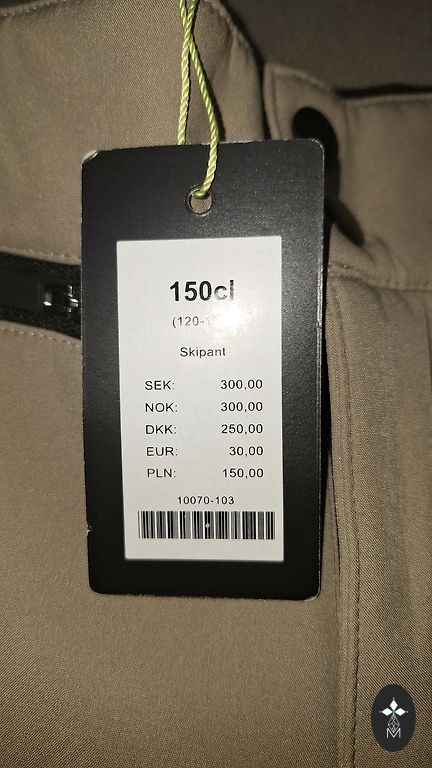 150cl
Skipant
SEK: 300,00
NOK: 300,00
DKK: 250,00
EUR: 30,00
PLN: 150,00
10070-103
M